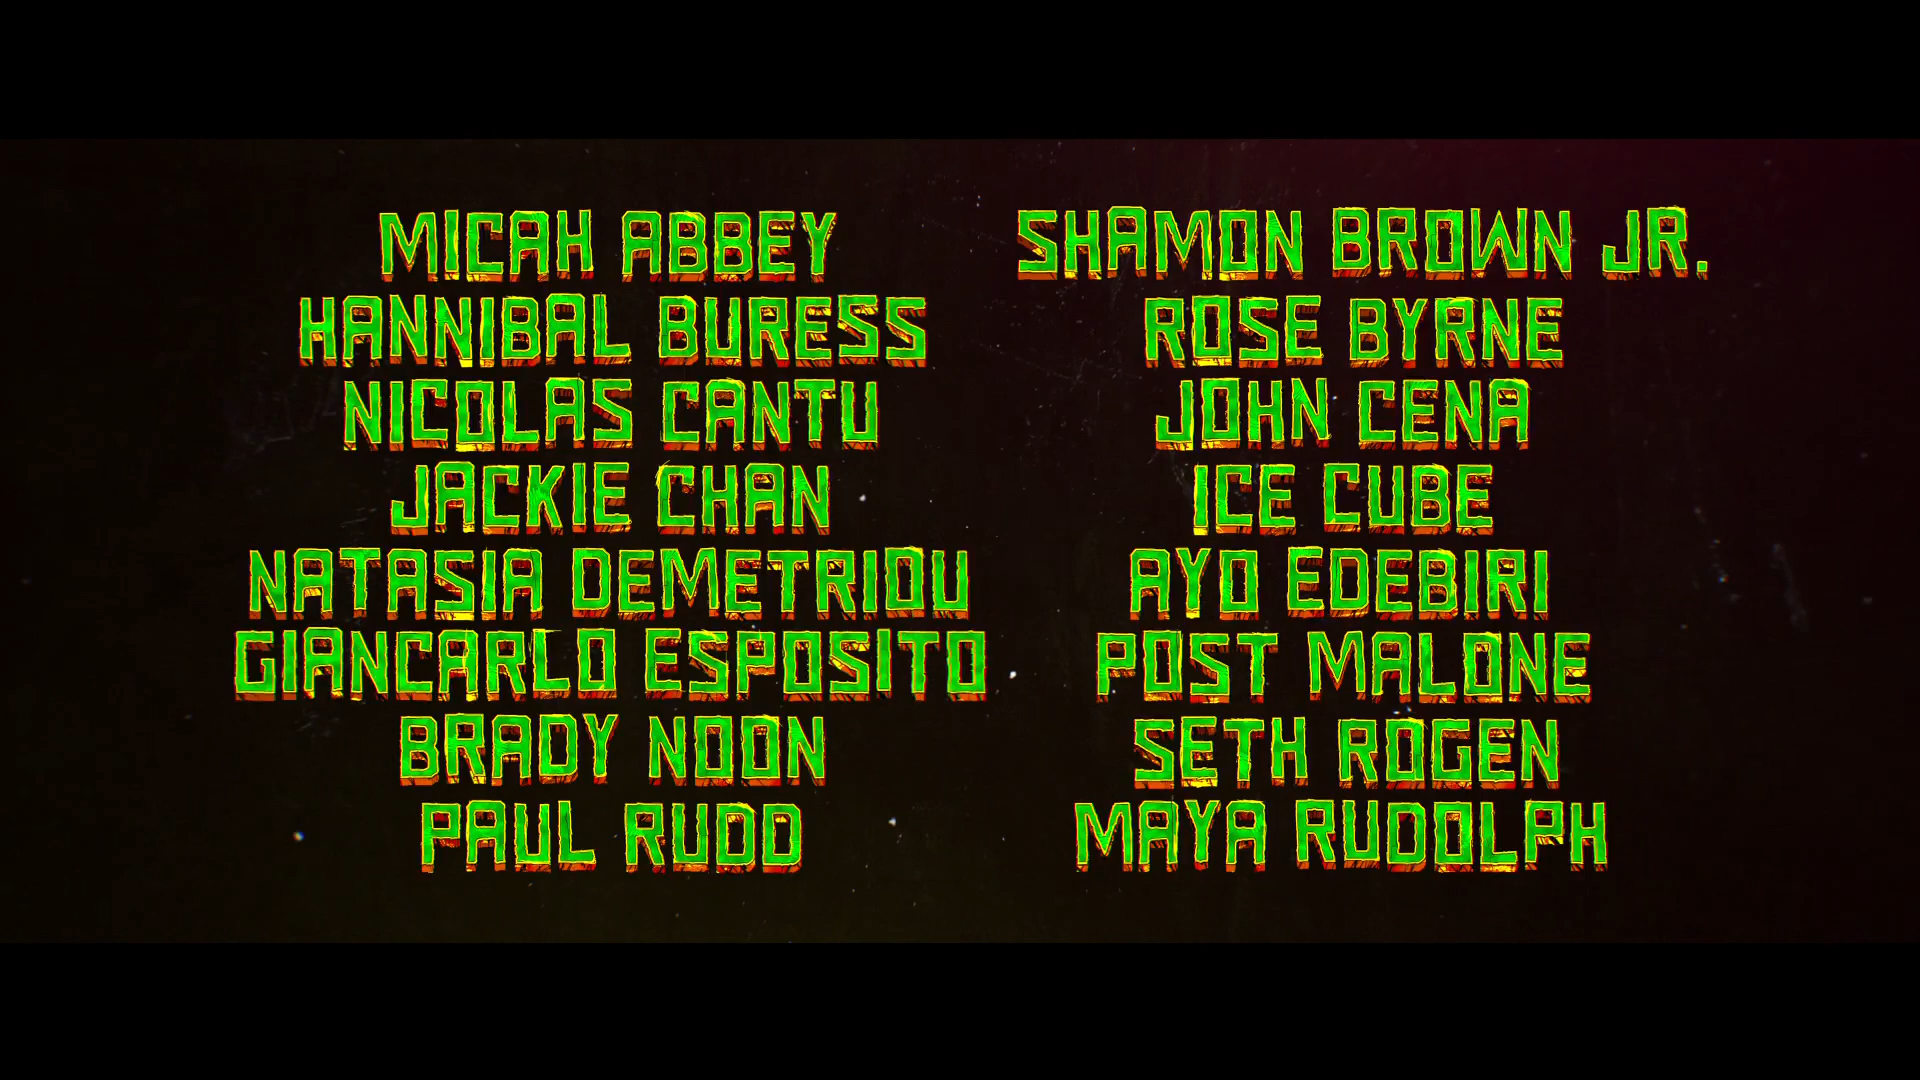 MICAH ABBEY SHAMON BROWN JR.
HANNIBAL BURESS ROSE BYRNE
NICOLAS CANTU JOHN CENA
JACKIE CHAN ICE CUBE
NATASIA DEMETRIOU AYO EDEBIRI
GIANCARLO ESPOSITO POST MALONE
BRADY NOON SETH ROGEN
PAUL RUDD MAYA RUDOLPH